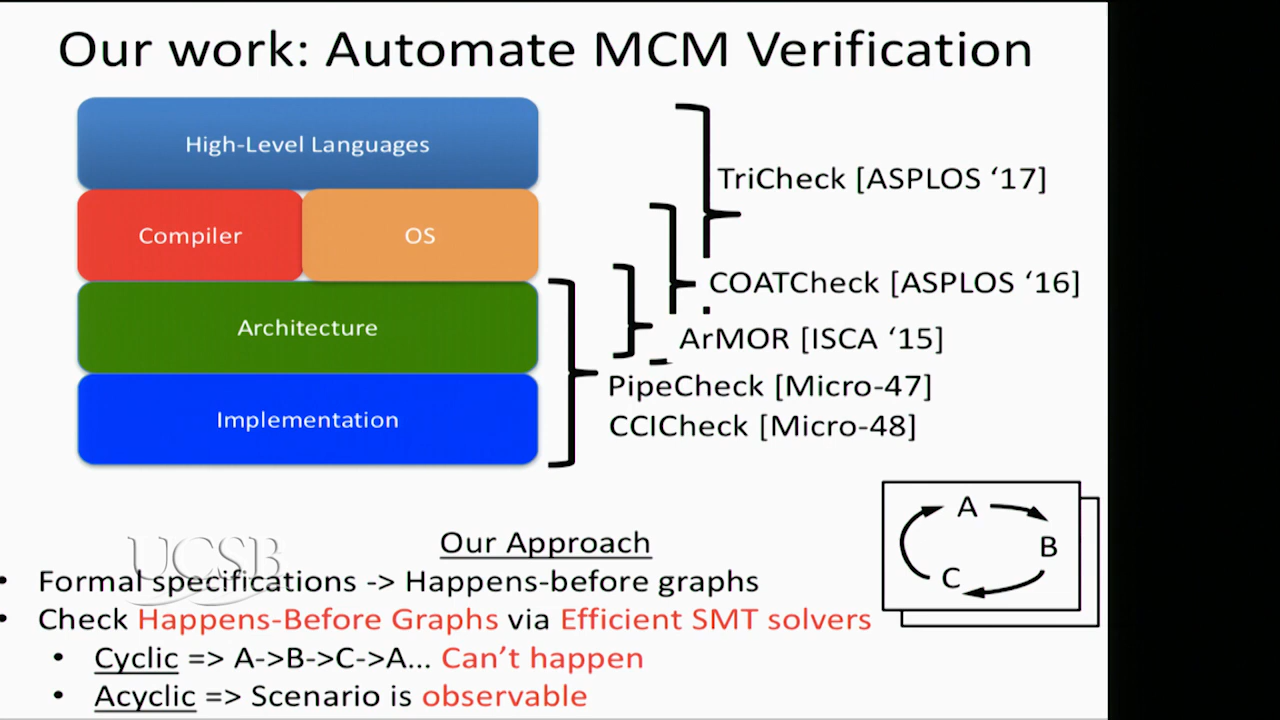 Our work: Automate MCM Verification
High-Level Languages
Compiler
OS
Architecture
Implementation
TriCheck [ASPLOS ‘17]
COATCheck [ASPLOS ‘16]
ArMOR [ISCA ‘15]
PipeCheck [Micro-47]
CCICheck [Micro-48]
A
B
C
UCSB
Our Approach
• Formal specifications -> Happens-before graphs
• Check Happens-Before Graphs via Efficient SMT solvers
• Cyclic => A->B->C->A... Can’t happen
• Acyclic => Scenario is observable